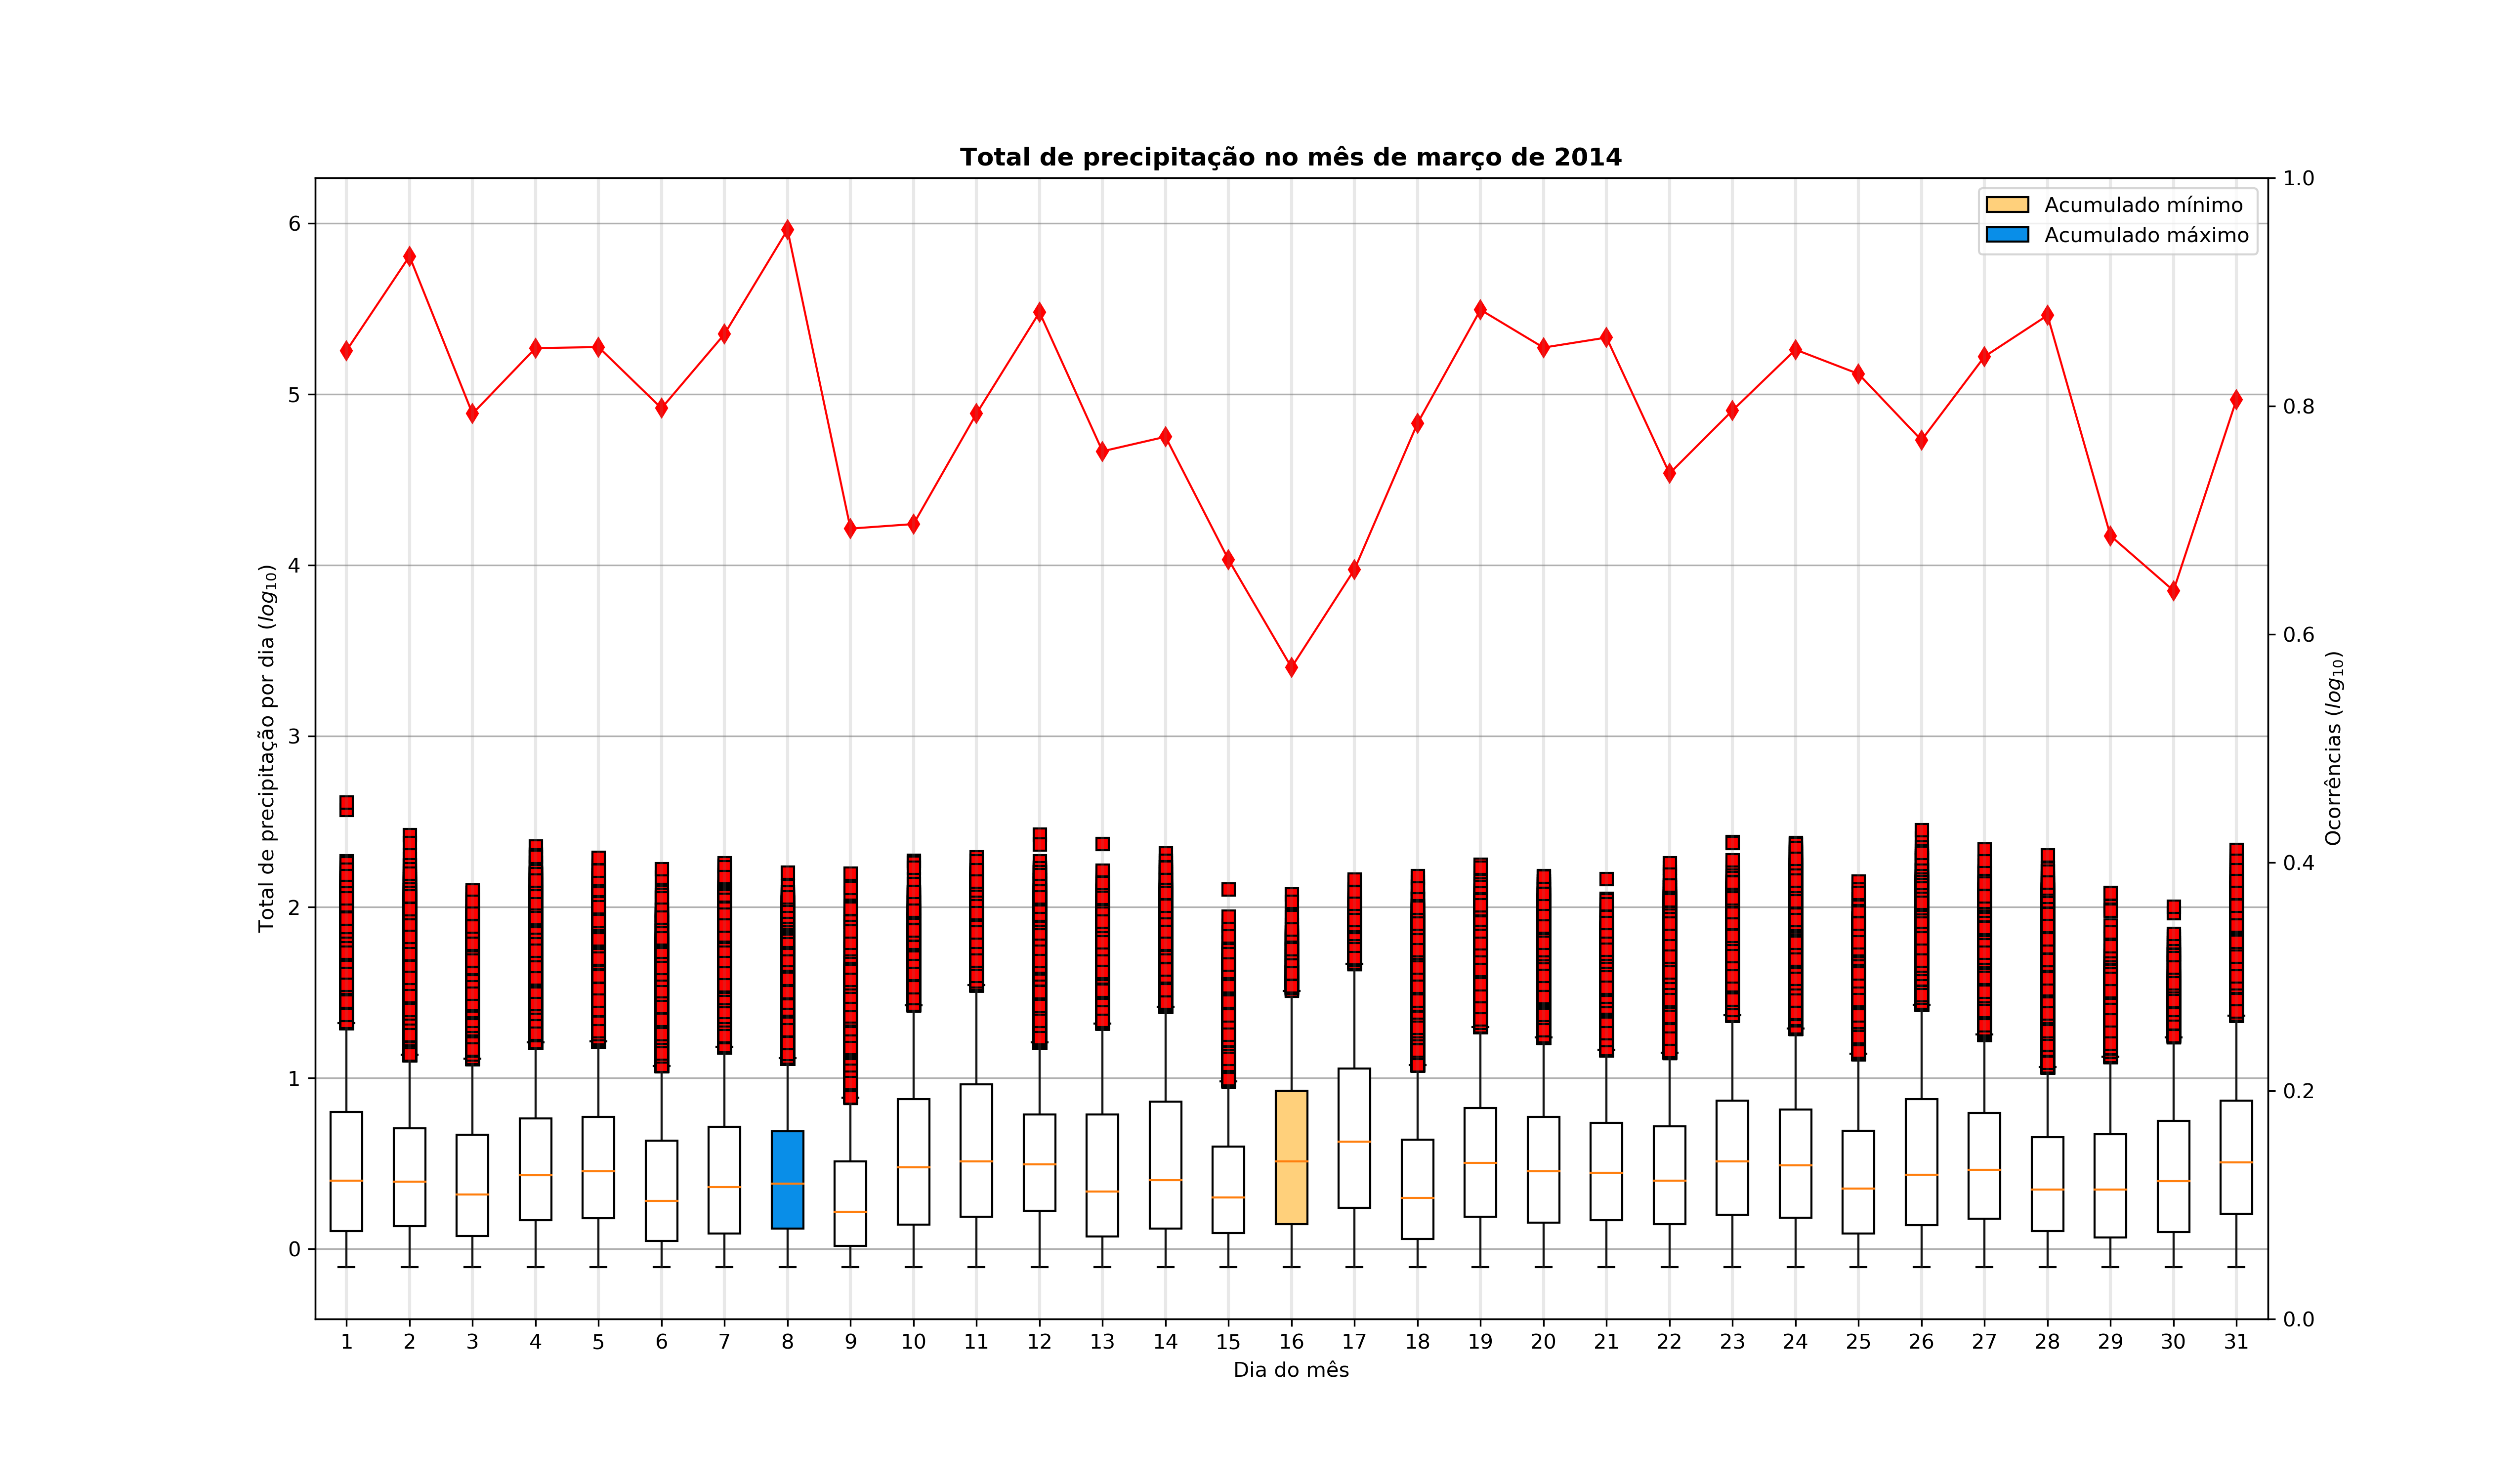 Total de precipitação no mês de março de 2014
Acumulado mínimo
Acumulado máximo
Total de precipitação por dia (log10)
6
5
4
3
2
1
0
1.0
0.8
0.6
0.4
0.2
0.0
Ocorrências (log10)
1 2 3 4 5 6 7 8 9 10 11 12 13 14 15 16 17 18 19 20 21 22 23 24 25 26 27 28 29 30 31
Dia do mês